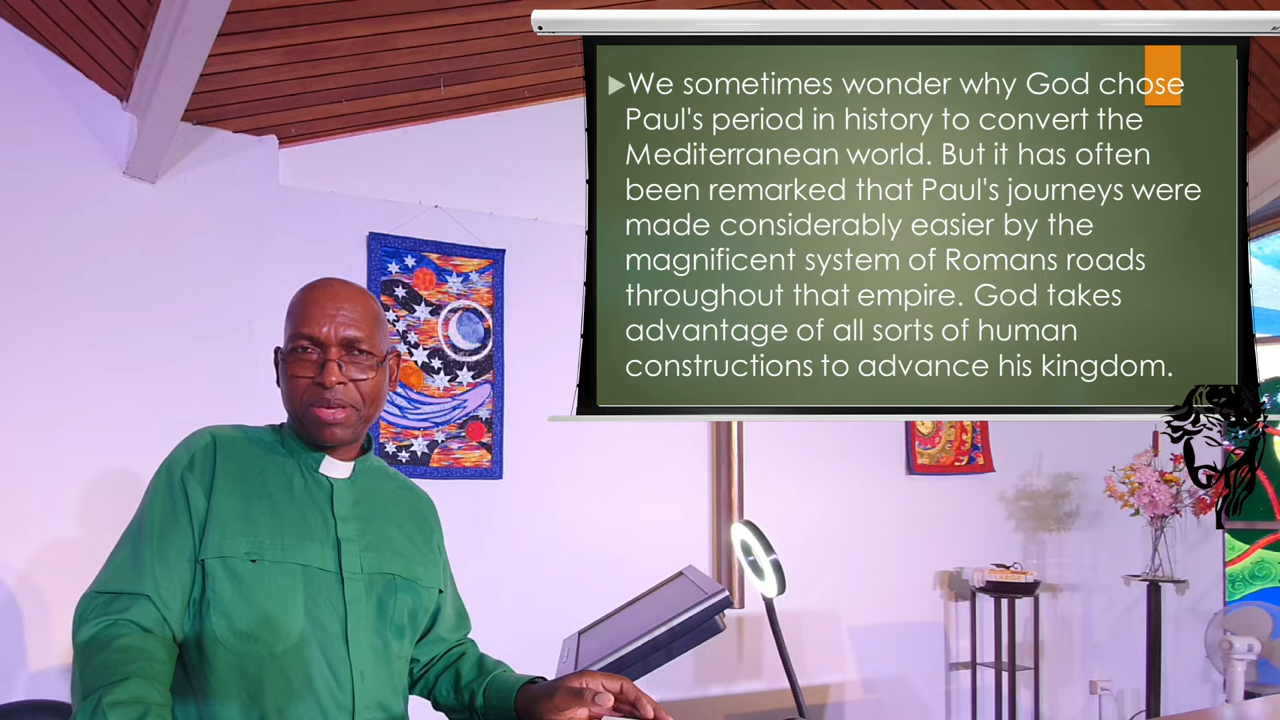 We sometimes wonder why God chose
Paul's period in history to convert the
Mediterranean world. But it has often
been remarked that Paul's journeys were
made considerably easier by the
magnificent system of Romans roads
throughout that empire. God takes
advantage of all sorts of human
constructions to advance his kingdom.